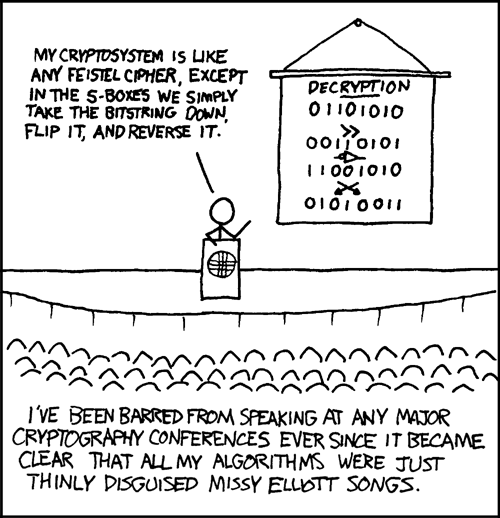 MY CRYPTOSYSTEM IS LIKE
ANY FEISTEL CIPHER, EXCEPT
IN THE S-BOXES WE SIMPLY
TAKE THE BITSTRING DOWN,
FLIP IT, AND REVERSE IT.
DECRYPTION
01101010
00110101
11001010
01010011
I'VE BEEN BARRED FROM SPEAKING AT ANY MAJOR
CRYPTOGRAPHY CONFERENCES EVER SINCE IT BECAME
CLEAR THAT ALL MY ALGORITHMS WERE JUST
THINLY DISGUISED MISSY ELLIOTT SONGS.